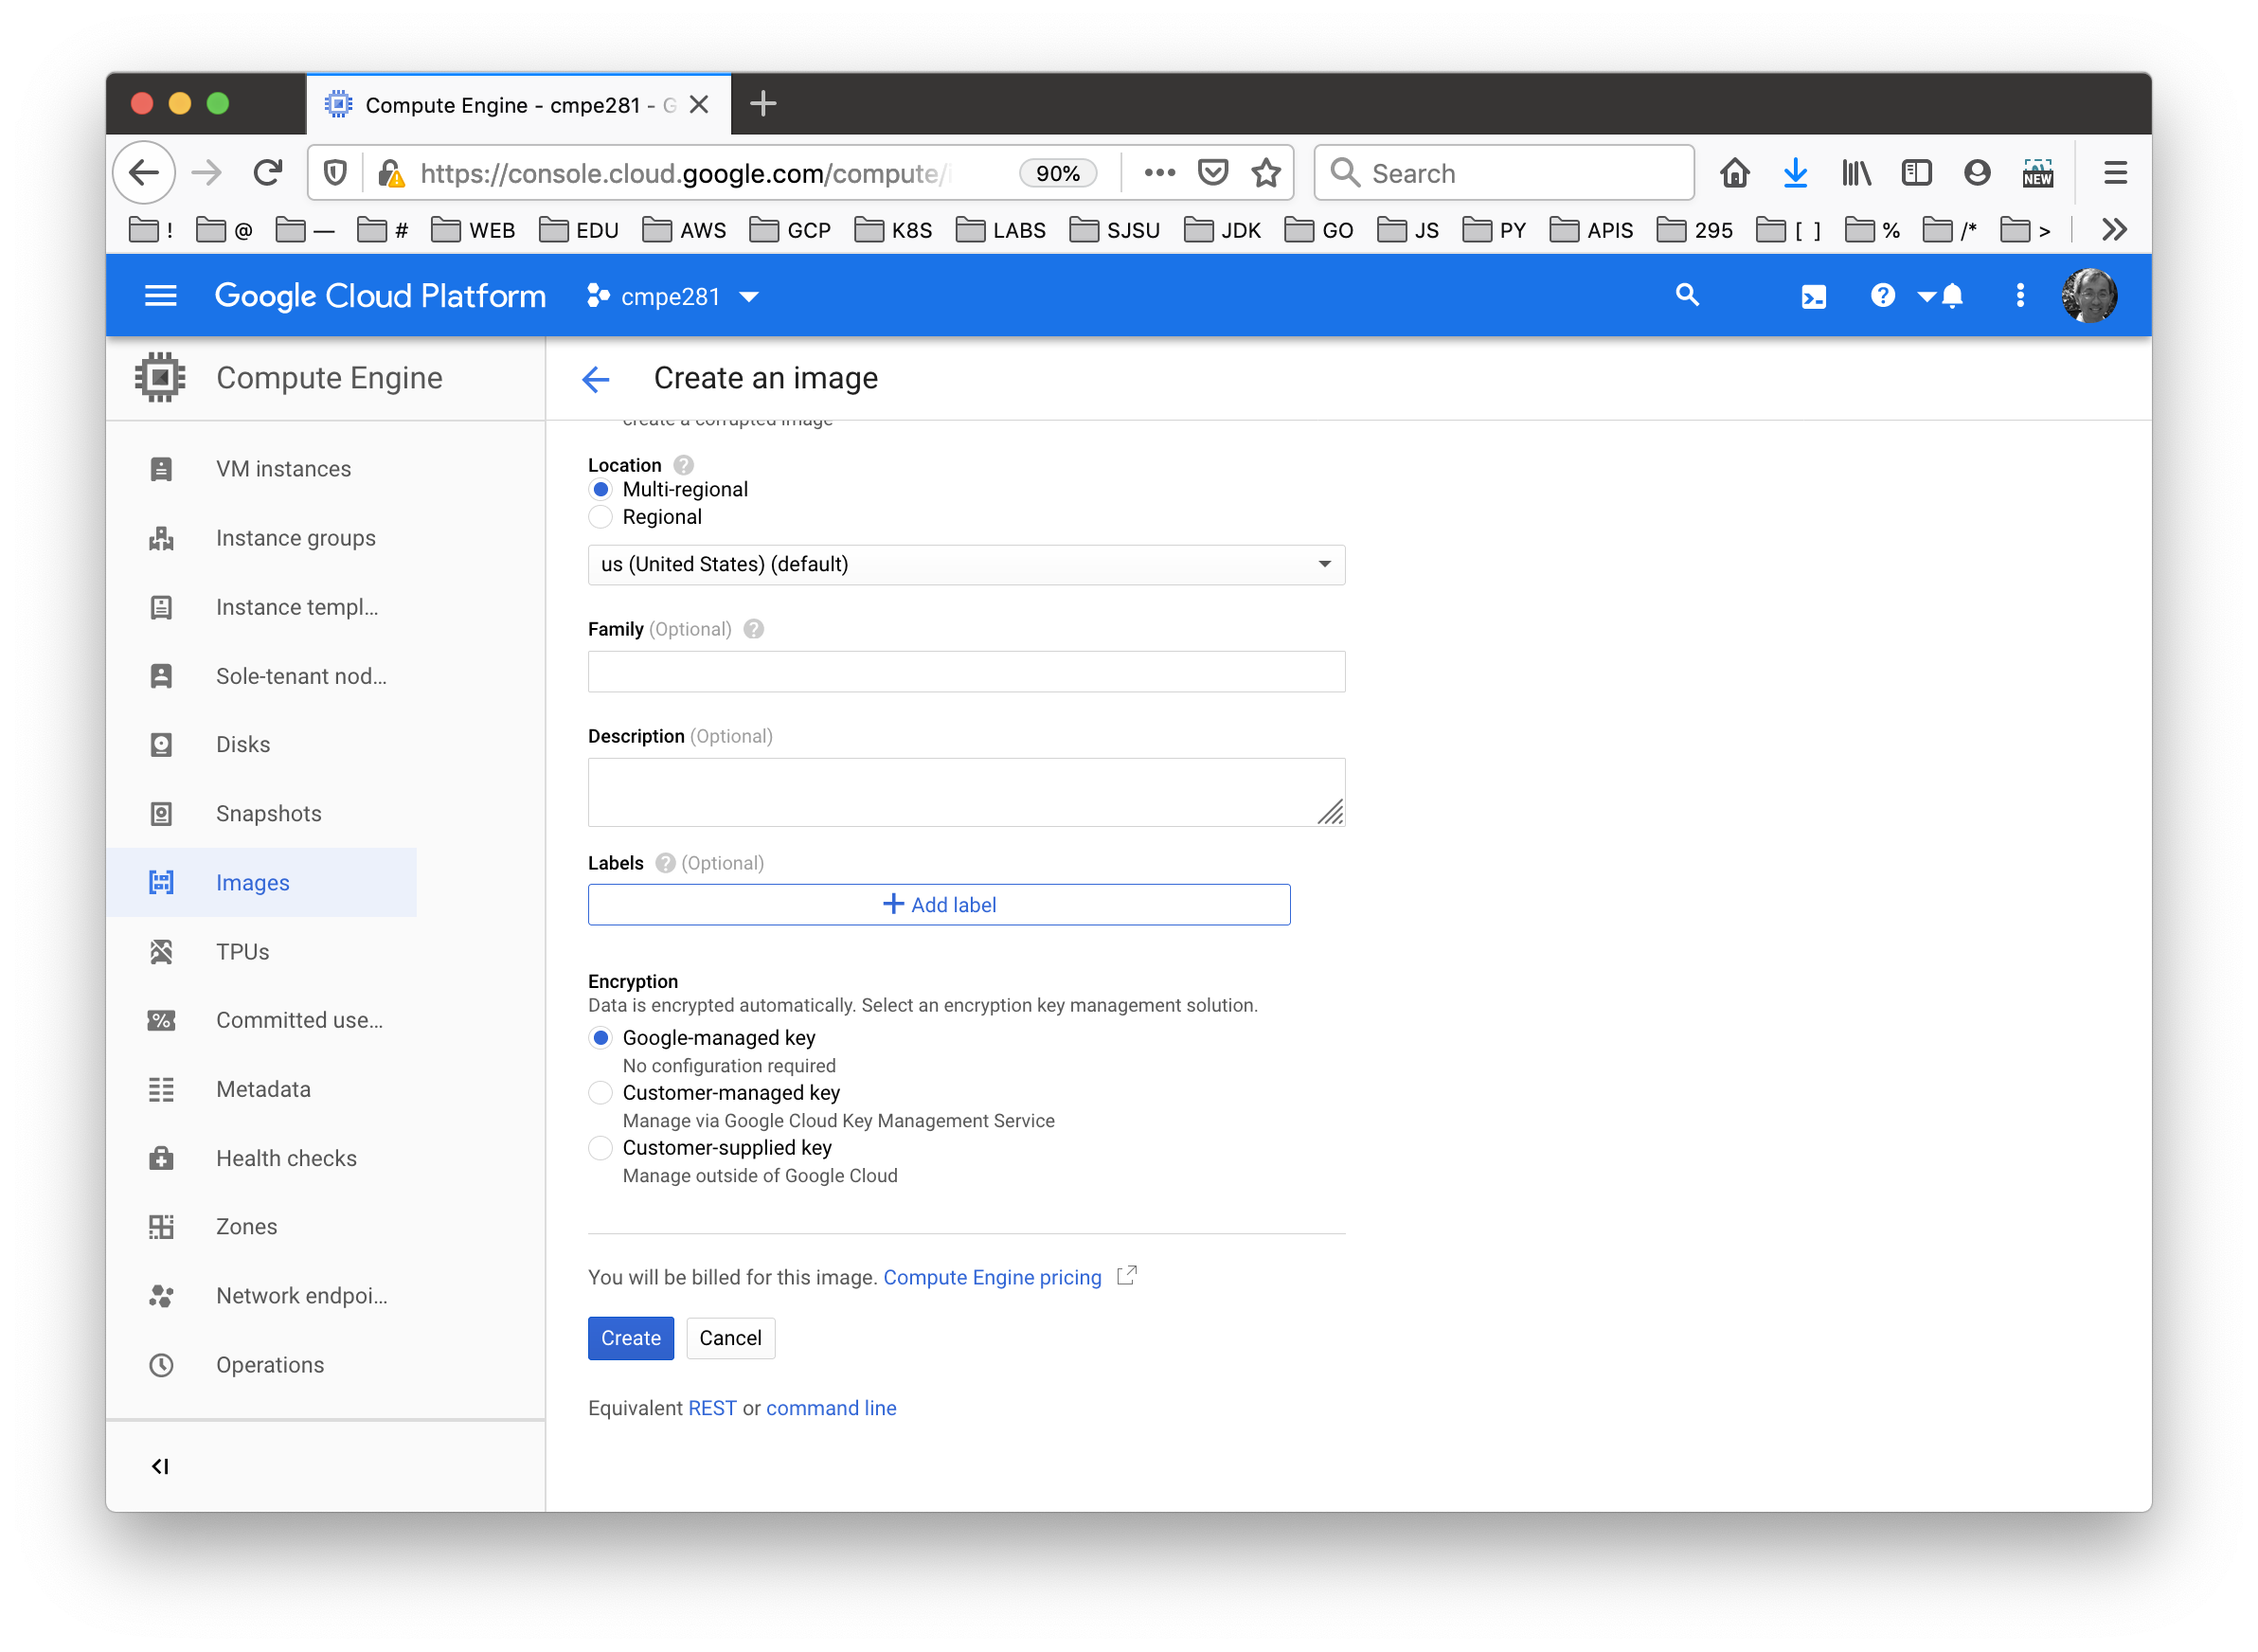 Compute Engine - cmpe281 - G
https://console.cloud.google.com/compute/
90%
Search
NEW
! @ — # WEB EDU AWS GCP K8S LABS SJSU JDK GO JS PY APIS 295 [ ] % /* >
Google Cloud Platform
cmpe281
Compute Engine
Create an image
VM instances
Instance groups
Instance templ...
Sole-tenant nod...
Disks
Snapshots
Images
TPUs
Committed use...
Metadata
Health checks
Zones
Network endpoi...
Operations
create a corrupted image
Location
Multi-regional
Regional
us (United States) (default)
Family (Optional)
Description (Optional)
Labels (Optional)
Add label
Encryption
Data is encrypted automatically. Select an encryption key management solution.
Google-managed key
No configuration required
Customer-managed key
Manage via Google Cloud Key Management Service
Customer-supplied key
Manage outside of Google Cloud
You will be billed for this image. Compute Engine pricing
Create Cancel
Equivalent REST or command line